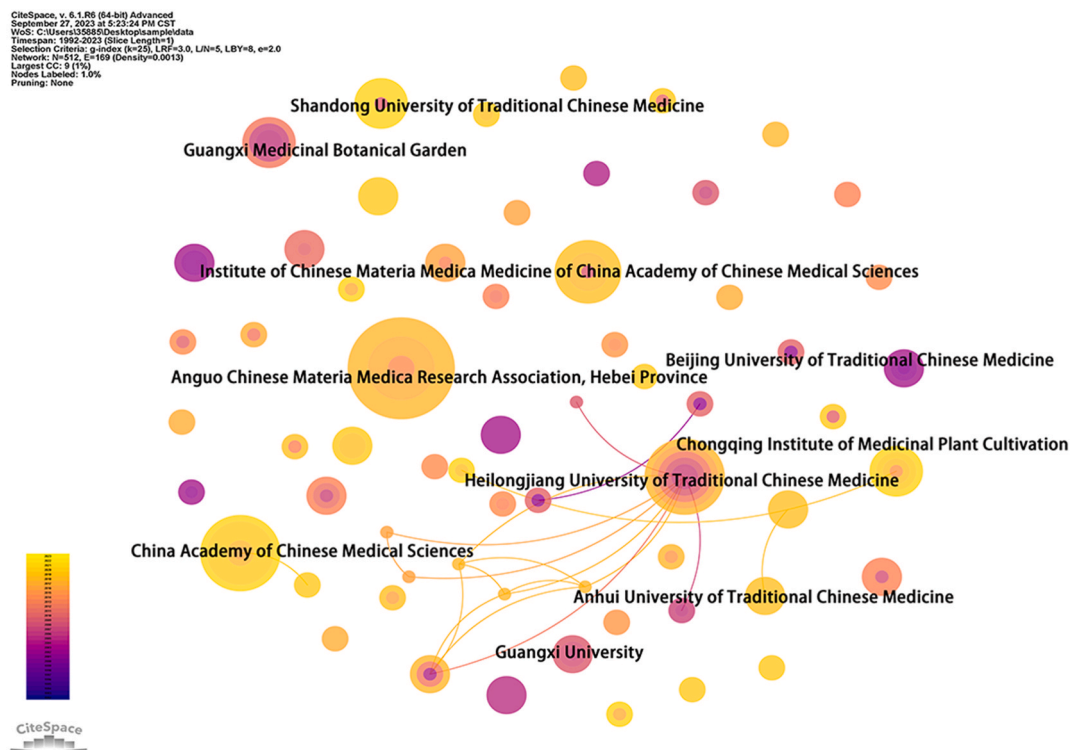 CiteSpace, v. 6.1.R6 (64-bit) Advanced
September 27, 2023 at 5:23:24 PM CST
WoS: C:\Users\35885\Desktop\sample\data
Timespan: 1992-2023 (Slice Length=1)
Selection Criteria: g-index (k=25), LRF=3.0, L/N=5, LBY=8, e=2.0
Network: N=512, E=169 (Density=0.0013)
Largest CC: 9 (1%)
Nodes Labeled: 1.0%
Pruning: None
Shandong University of Traditional Chinese Medicine
Guangxi Medicinal Botanical Garden
Institute of Chinese Materia Medica Medicine of China Academy of Chinese Medical Sciences
Beijing University of Traditional Chinese Medicine
Anguo Chinese Materia Medica Research Association, Hebei Province
Chongqing Institute of Medicinal Plant Cultivation
Heilongjiang University of Traditional Chinese Medicine
China Academy of Chinese Medical Sciences
Anhui University of Traditional Chinese Medicine
Guangxi University
CiteSpace